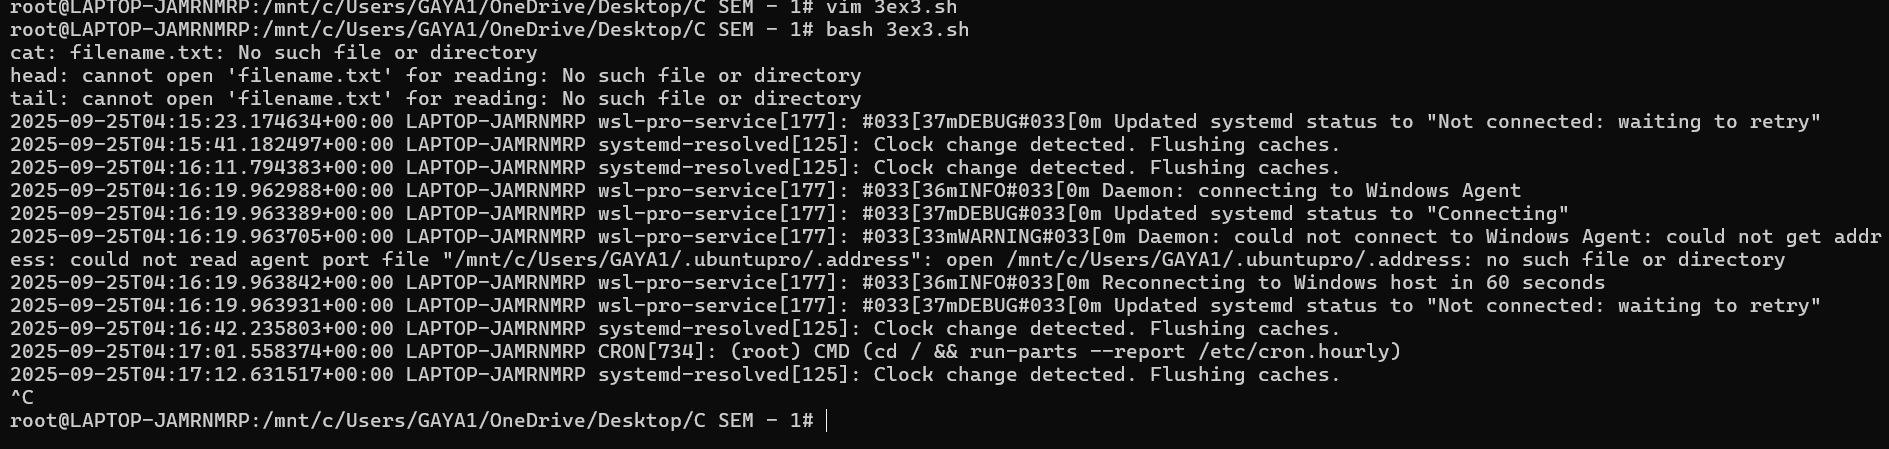 root@LAPTOP-JAMRNMRP:/mnt/c/Users/GAYA1/OneDrive/Desktop/C SEM - 1# vim 3ex3.sh
root@LAPTOP-JAMRNMRP:/mnt/c/Users/GAYA1/OneDrive/Desktop/C SEM - 1# bash 3ex3.sh
cat: filename.txt: No such file or directory
head: cannot open 'filename.txt' for reading: No such file or directory
tail: cannot open 'filename.txt' for reading: No such file or directory
2025-09-25T04:15:23.174634+00:00 LAPTOP-JAMRNMRP wsl-pro-service[177]: #033[37mDEBUG#033[0m Updated systemd status to "Not connected: waiting to retry"
2025-09-25T04:15:41.182497+00:00 LAPTOP-JAMRNMRP systemd-resolved[125]: Clock change detected. Flushing caches.
2025-09-25T04:16:11.794383+00:00 LAPTOP-JAMRNMRP systemd-resolved[125]: Clock change detected. Flushing caches.
2025-09-25T04:16:19.962988+00:00 LAPTOP-JAMRNMRP wsl-pro-service[177]: #033[36mINFO#033[0m Daemon: connecting to Windows Agent
2025-09-25T04:16:19.963389+00:00 LAPTOP-JAMRNMRP wsl-pro-service[177]: #033[37mDEBUG#033[0m Updated systemd status to "Connecting"
2025-09-25T04:16:19.963705+00:00 LAPTOP-JAMRNMRP wsl-pro-service[177]: #033[33mWARNING#033[0m Daemon: could not connect to Windows Agent: could not get addr
ess: could not read agent port file "/mnt/c/Users/GAYA1/.ubuntupro/.address": open /mnt/c/Users/GAYA1/.ubuntupro/.address: no such file or directory
2025-09-25T04:16:19.963842+00:00 LAPTOP-JAMRNMRP wsl-pro-service[177]: #033[36mINFO#033[0m Reconnecting to Windows host in 60 seconds
2025-09-25T04:16:19.963931+00:00 LAPTOP-JAMRNMRP wsl-pro-service[177]: #033[37mDEBUG#033[0m Updated systemd status to "Not connected: waiting to retry"
2025-09-25T04:16:42.235803+00:00 LAPTOP-JAMRNMRP systemd-resolved[125]: Clock change detected. Flushing caches.
2025-09-25T04:17:01.558374+00:00 LAPTOP-JAMRNMRP CRON[734]: (root) CMD (cd / && run-parts --report /etc/cron.hourly)
2025-09-25T04:17:12.631517+00:00 LAPTOP-JAMRNMRP systemd-resolved[125]: Clock change detected. Flushing caches.
^C
root@LAPTOP-JAMRNMRP:/mnt/c/Users/GAYA1/OneDrive/Desktop/C SEM - 1#